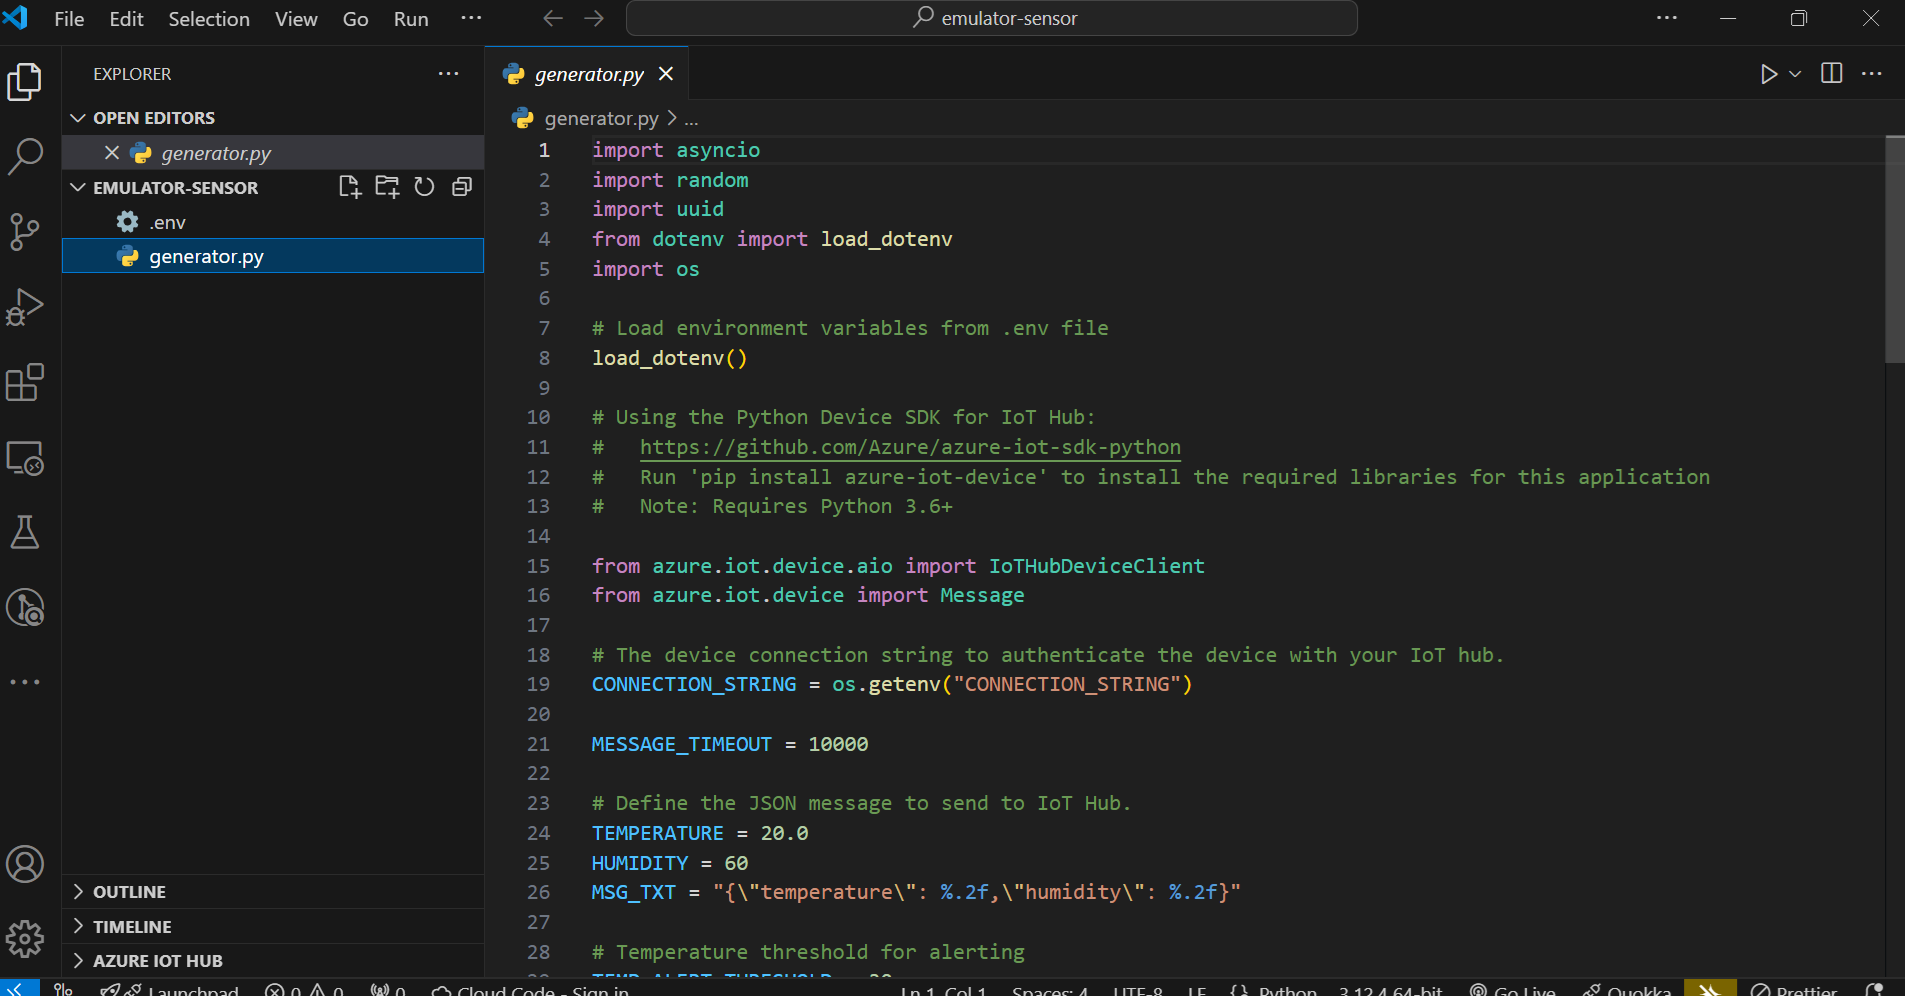 File Edit Selection View Go Run ...
emulator-sensor
EXPLORER
OPEN EDITORS
generator.py
EMULATOR-SENSOR
.env
generator.py
OUTLINE
TIMELINE
AZURE IOT HUB
generator.py
generator.py > ...
1 import asyncio
2 import random
3 import uuid
4 from dotenv import load_dotenv
5 import os
6
7 # Load environment variables from .env file
8 load_dotenv()
9
10 # Using the Python Device SDK for IoT Hub:
11 #   https://github.com/Azure/azure-iot-sdk-python
12 #   Run 'pip install azure-iot-device' to install the required libraries for this application
13 #   Note: Requires Python 3.6+
14
15 from azure.iot.device.aio import IoTHubDeviceClient
16 from azure.iot.device import Message
17
18 # The device connection string to authenticate the device with your IoT hub.
19 CONNECTION_STRING = os.getenv("CONNECTION_STRING")
20
21 MESSAGE_TIMEOUT = 10000
22
23 # Define the JSON message to send to IoT Hub.
24 TEMPERATURE = 20.0
25 HUMIDITY = 60
26 MSG_TXT = "{\"temperature\": %.2f,\"humidity\": %.2f}"
27
28 # Temperature threshold for alerting
Launchpad 0 0 0 Cloud Code - Sign in Ln 1, Col 1 Spaces: 4 UTF-8 LF {} Python 3.12.4 64-bit Go Live Quokka Prettier